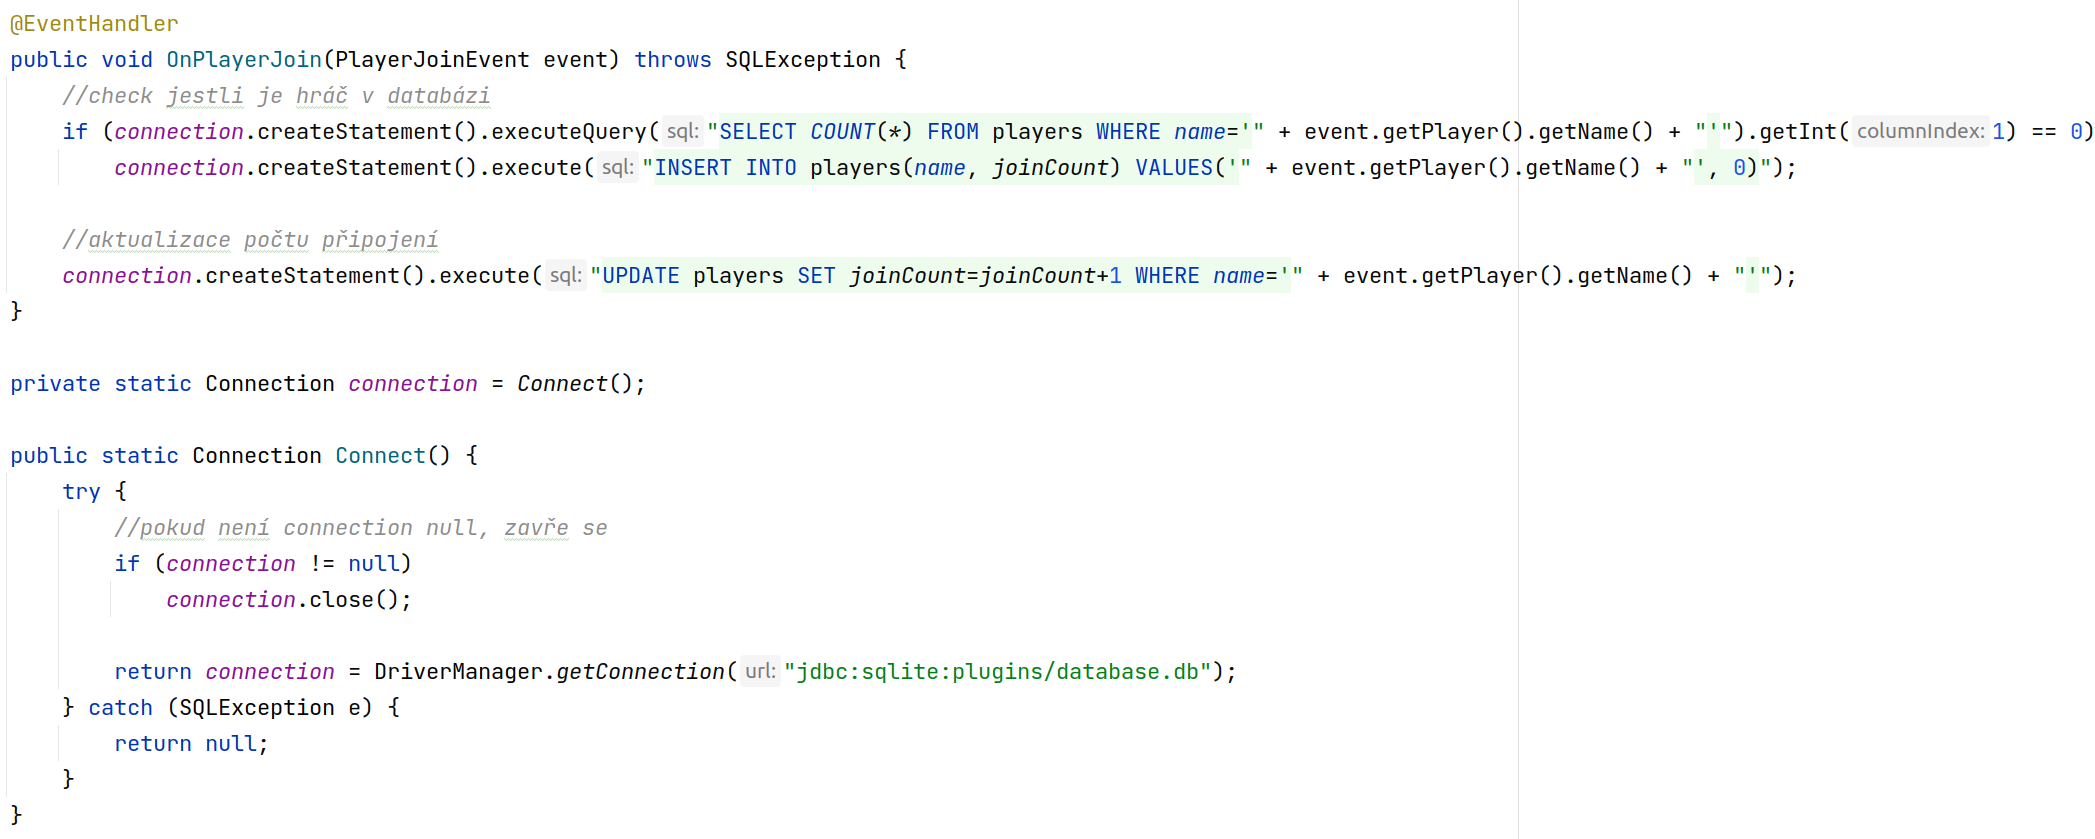 @EventHandler
public void OnPlayerJoin(PlayerJoinEvent event) throws SQLException {
//check jestli je hráč v databázi
if (connection.createStatement().executeQuery( sql: "SELECT COUNT(*) FROM players WHERE name='" + event.getPlayer().getName() + "'").getInt( columnIndex: 1) == 0)
connection.createStatement().execute( sql: "INSERT INTO players(name, joinCount) VALUES('" + event.getPlayer().getName() + "', 0)");
//aktualizace počtu připojení
connection.createStatement().execute( sql: "UPDATE players SET joinCount=joinCount+1 WHERE name='" + event.getPlayer().getName() + "'");
}
private static Connection connection = Connect();
public static Connection Connect() {
try {
//pokud není connection null, zavře se
if (connection != null)
connection.close();
return connection = DriverManager.getConnection( url: "jdbc:sqlite:plugins/database.db");
} catch (SQLException e) {
return null;
}
}